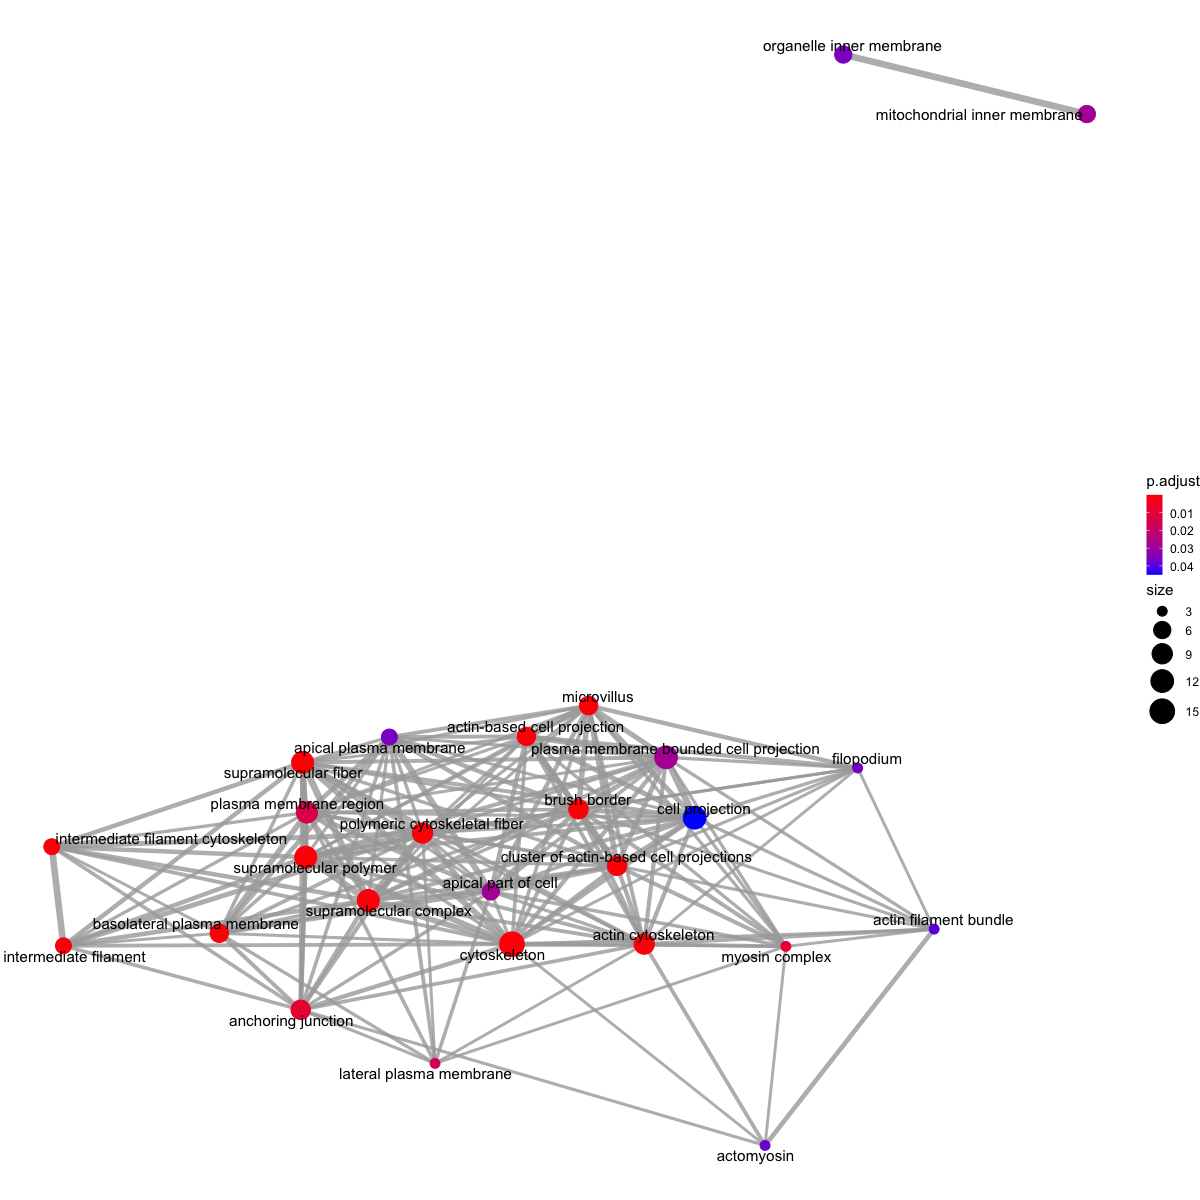 organelle inner membrane
mitochondrial inner membrane
p.adjust
0.01
0.02
0.03
0.04
size
3
6
9
12
15
microvillus
actin-based cell projection
apical plasma membrane
plasma membrane bounded cell projection
filopodium
supramolecular fiber
plasma membrane region
brush border
cell projection
polymeric cytoskeletal fiber
intermediate filament cytoskeleton
cluster of actin-based cell projections
supramolecular polymer
apical part of cell
supramolecular complex
basolateral plasma membrane
actin filament bundle
actin cytoskeleton
intermediate filament
cytoskeleton
myosin complex
anchoring junction
lateral plasma membrane
actomyosin